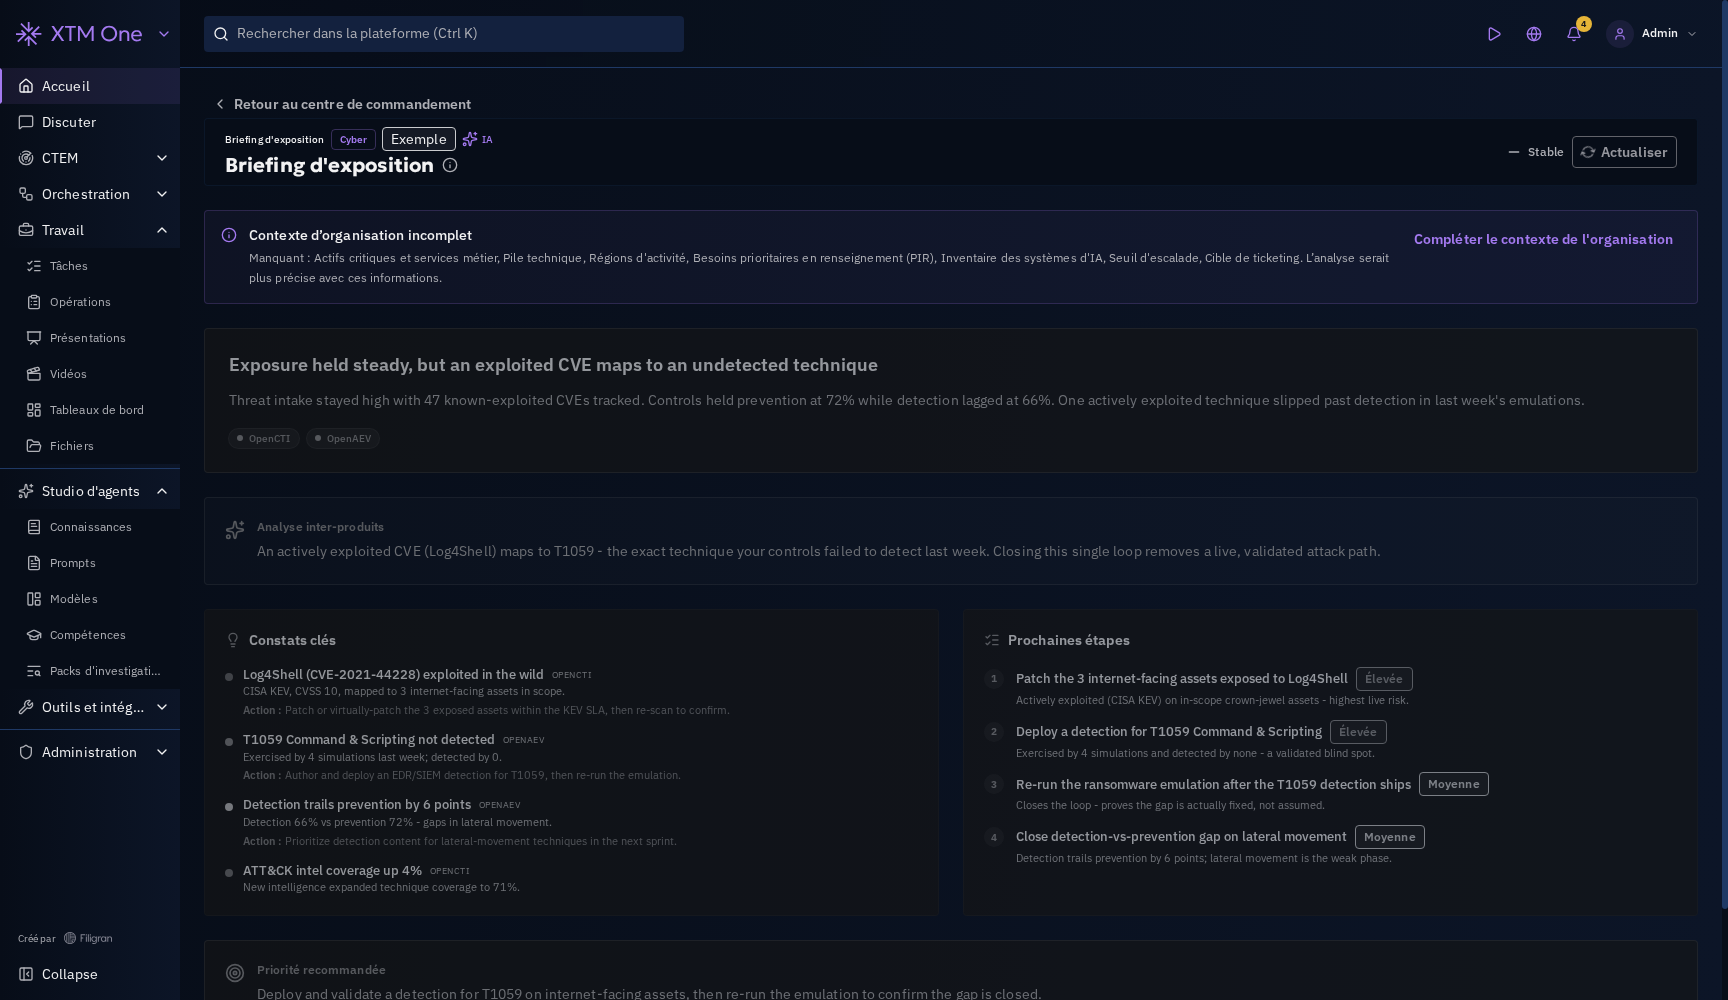 XTM One
Rechercher dans la plateforme (Ctrl K)
4
Admin
Accueil
Discuter
CTEM
Orchestration
Travail
Tâches
Opérations
Présentations
Vidéos
Tableaux de bord
Fichiers
Studio d'agents
Connaissances
Prompts
Modèles
Compétences
Packs d'investigati...
Outils et intég...
Administration
Créé par Filigran
Collapse
Retour au centre de commandement
Briefing d'exposition Cyber Exemple IA
Briefing d'exposition
Stable Actualiser
Contexte d’organisation incomplet
Manquant : Actifs critiques et services métier, Pile technique, Régions d'activité, Besoins prioritaires en renseignement (PIR), Inventaire des systèmes d'IA, Seuil d'escalade, Cible de ticketing. L’analyse serait
plus précise avec ces informations.
Compléter le contexte de l'organisation
Exposure held steady, but an exploited CVE maps to an undetected technique
Threat intake stayed high with 47 known-exploited CVEs tracked. Controls held prevention at 72% while detection lagged at 66%. One actively exploited technique slipped past detection in last week's emulations.
OpenCTI OpenAEV
Analyse inter-produits
An actively exploited CVE (Log4Shell) maps to T1059 - the exact technique your controls failed to detect last week. Closing this single loop removes a live, validated attack path.
Constats clés
Log4Shell (CVE-2021-44228) exploited in the wild OPENCTI
CISA KEV, CVSS 10, mapped to 3 internet-facing assets in scope.
Action : Patch or virtually-patch the 3 exposed assets within the KEV SLA, then re-scan to confirm.
T1059 Command & Scripting not detected OPENAEV
Exercised by 4 simulations last week; detected by 0.
Action : Author and deploy an EDR/SIEM detection for T1059, then re-run the emulation.
Detection trails prevention by 6 points OPENAEV
Detection 66% vs prevention 72% - gaps in lateral movement.
Action : Prioritize detection content for lateral-movement techniques in the next sprint.
ATT&CK intel coverage up 4% OPENCTI
New intelligence expanded technique coverage to 71%.
Prochaines étapes
1 Patch the 3 internet-facing assets exposed to Log4Shell Élevée
Actively exploited (CISA KEV) on in-scope crown-jewel assets - highest live risk.
2 Deploy a detection for T1059 Command & Scripting Élevée
Exercised by 4 simulations and detected by none - a validated blind spot.
3 Re-run the ransomware emulation after the T1059 detection ships Moyenne
Closes the loop - proves the gap is actually fixed, not assumed.
4 Close detection-vs-prevention gap on lateral movement Moyenne
Detection trails prevention by 6 points; lateral movement is the weak phase.
Priorité recommandée
Deploy and validate a detection for T1059 on internet-facing assets, then re-run the emulation to confirm the gap is closed.